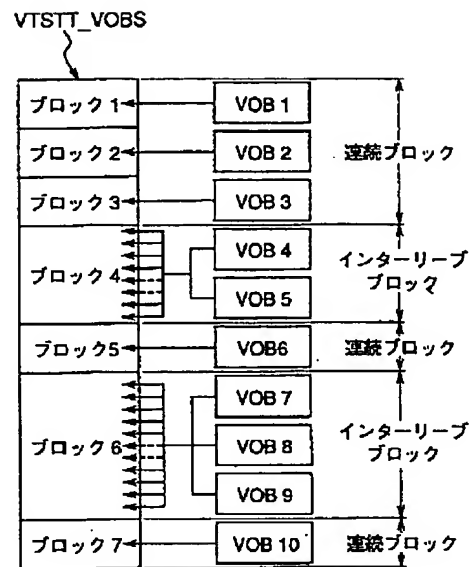 VTSTT_VOBS
ブロック1
VOB 1
ブロック2
VOB 2
連続ブロック
ブロック3
VOB 3
ブロック4
VOB 4
VOB 5
インターリーブ
ブロック
ブロック5
VOB6
連続ブロック
ブロック6
VOB 7
VOB 8
VOB 9
インターリーブ
ブロック
ブロック7
VOB 10
連続ブロック